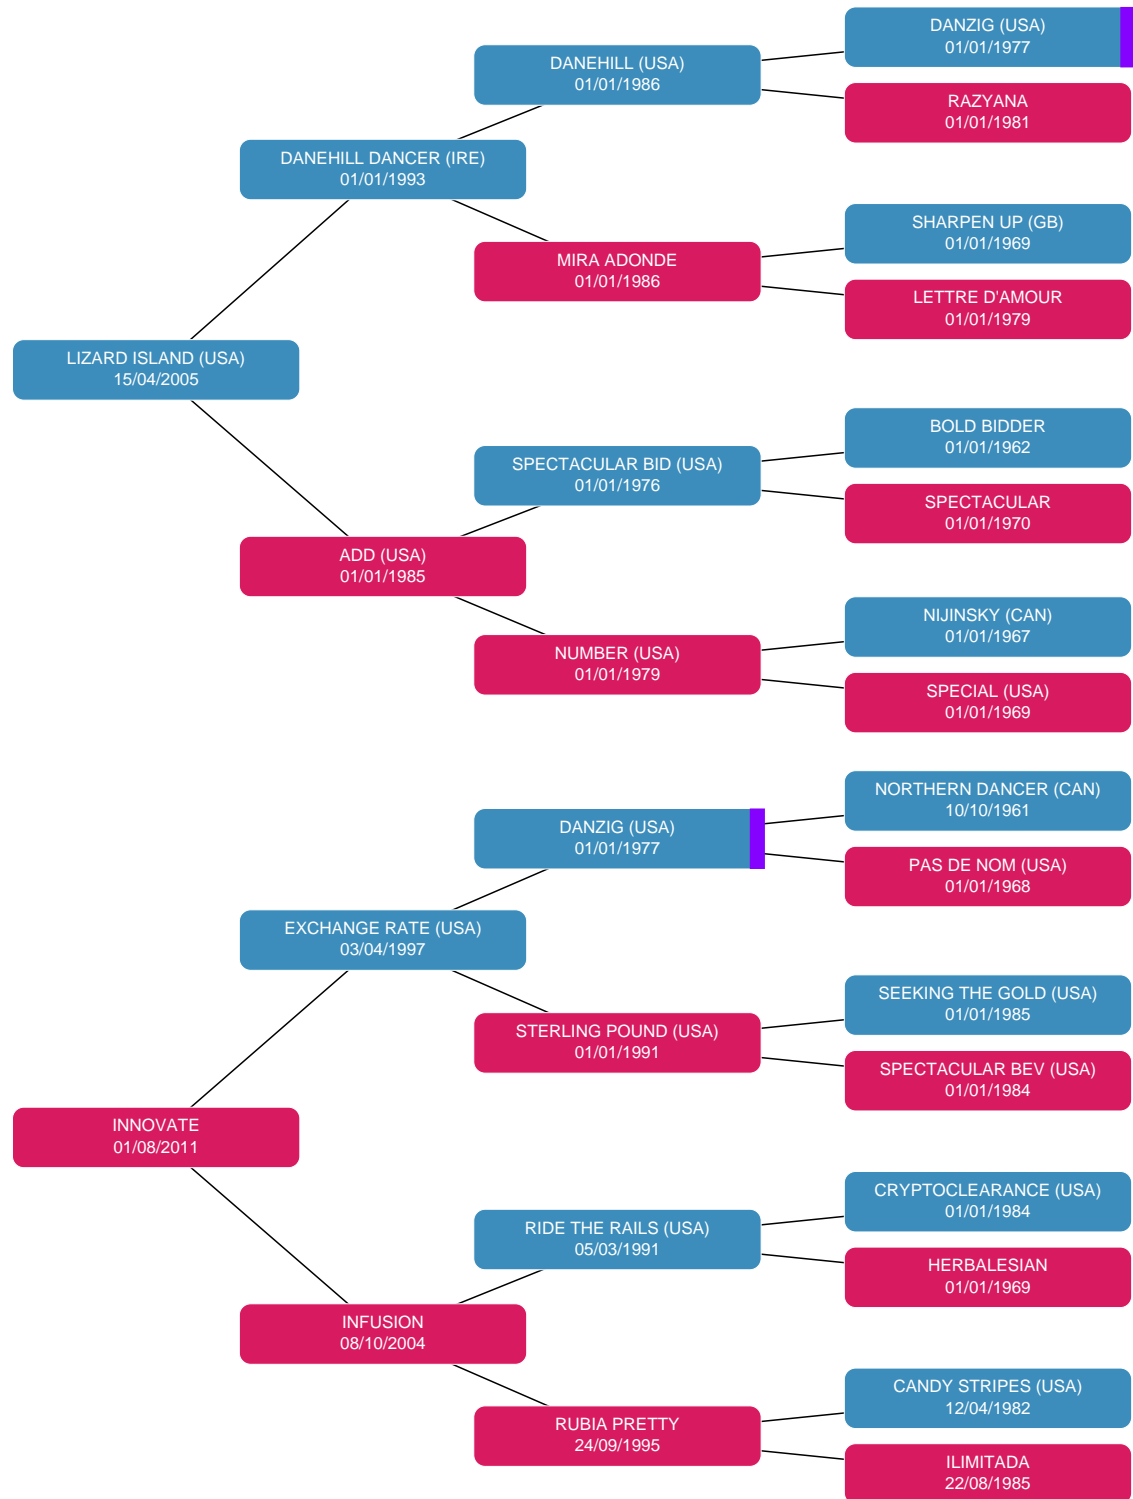 DANZIG (USA)
01/01/1977
DANEHILL (USA)
01/01/1986
RAZYANA
01/01/1981
DANEHILL DANCER (IRE)
01/01/1993
SHARPEN UP (GB)
01/01/1969
MIRA ADONDE
01/01/1986
LETTRE D'AMOUR
01/01/1979
LIZARD ISLAND (USA)
15/04/2005
BOLD BIDDER
01/01/1962
SPECTACULAR BID (USA)
01/01/1976
SPECTACULAR
01/01/1970
ADD (USA)
01/01/1985
NIJINSKY (CAN)
01/01/1967
NUMBER (USA)
01/01/1979
SPECIAL (USA)
01/01/1969
NORTHERN DANCER (CAN)
10/10/1961
DANZIG (USA)
01/01/1977
PAS DE NOM (USA)
01/01/1968
EXCHANGE RATE (USA)
03/04/1997
SEEKING THE GOLD (USA)
01/01/1985
STERLING POUND (USA)
01/01/1991
SPECTACULAR BEV (USA)
01/01/1984
INNOVATE
01/08/2011
CRYPTOCLEARANCE (USA)
01/01/1984
RIDE THE RAILS (USA)
05/03/1991
HERBALESIAN
01/01/1969
INFUSION
08/10/2004
CANDY STRIPES (USA)
12/04/1982
RUBIA PRETTY
24/09/1995
ILIMITADA
22/08/1985